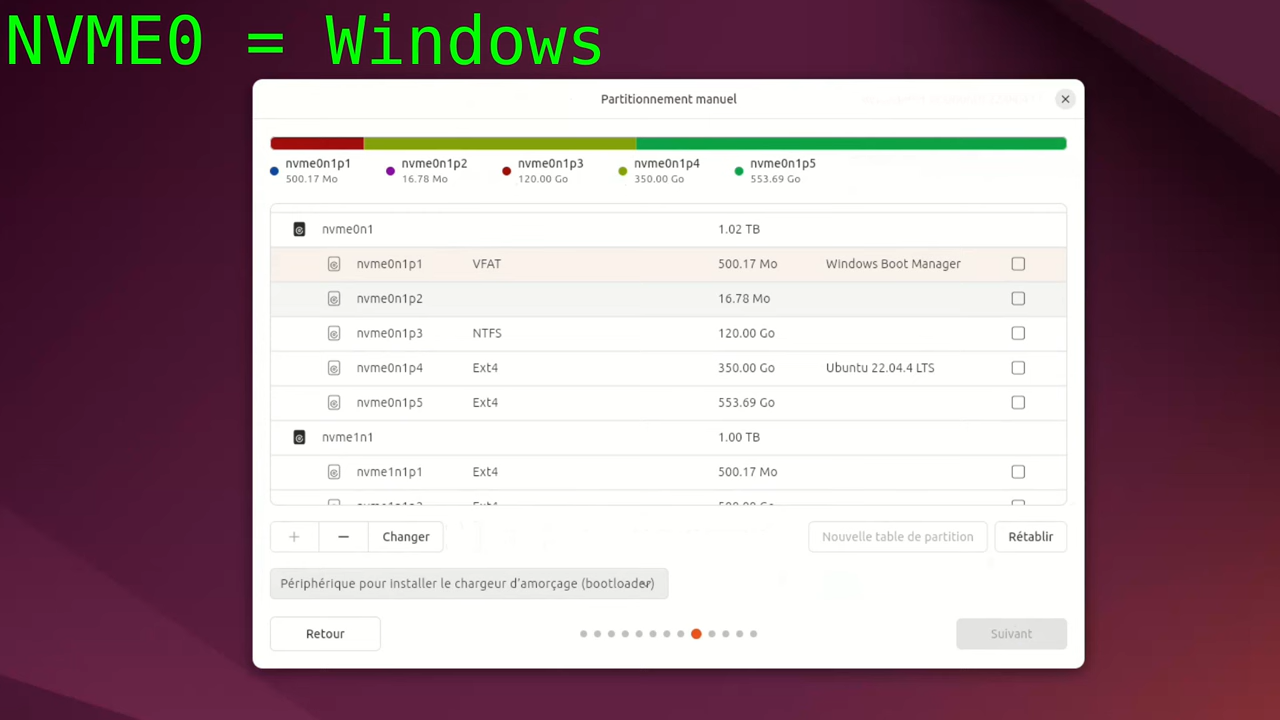 NVME0 = Windows
Partitionnement manuel
nvme0n1p1 nvme0n1p2 nvme0n1p3 nvme0n1p4 nvme0n1p5
500.17 Mo 16.78 Mo 120.00 Go 350.00 Go 553.69 Go
nvme0n1 1.02 TB
nvme0n1p1 VFAT 500.17 Mo Windows Boot Manager
nvme0n1p2 16.78 Mo
nvme0n1p3 NTFS 120.00 Go
nvme0n1p4 Ext4 350.00 Go Ubuntu 22.04.4 LTS
nvme0n1p5 Ext4 553.69 Go
nvme1n1 1.00 TB
nvme1n1p1 Ext4 500.17 Mo
+ − Changer Nouvelle table de partition Rétablir
Périphérique pour installer le chargeur d'amorçage (bootloader)
Retour Suivant